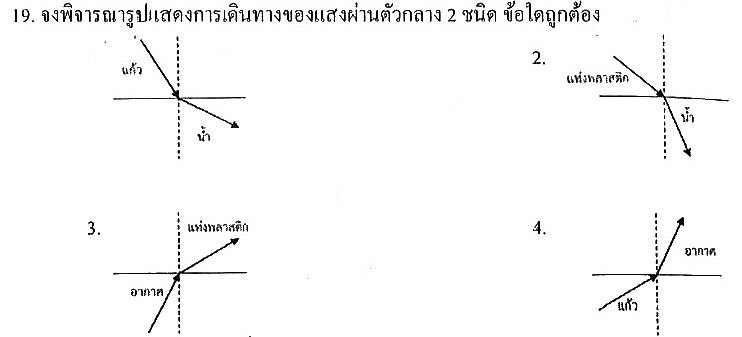 19. จงพิจารณารูปแสดงการเดินทางของแสงผ่านตัวกลาง 2 ชนิด ข้อใดถูกต้อง
แก้ว
น้ำ
2.
แท่งพลาสติก
น้ำ
3.
แท่งพลาสติก
อากาศ
4.
อากาศ
แก้ว